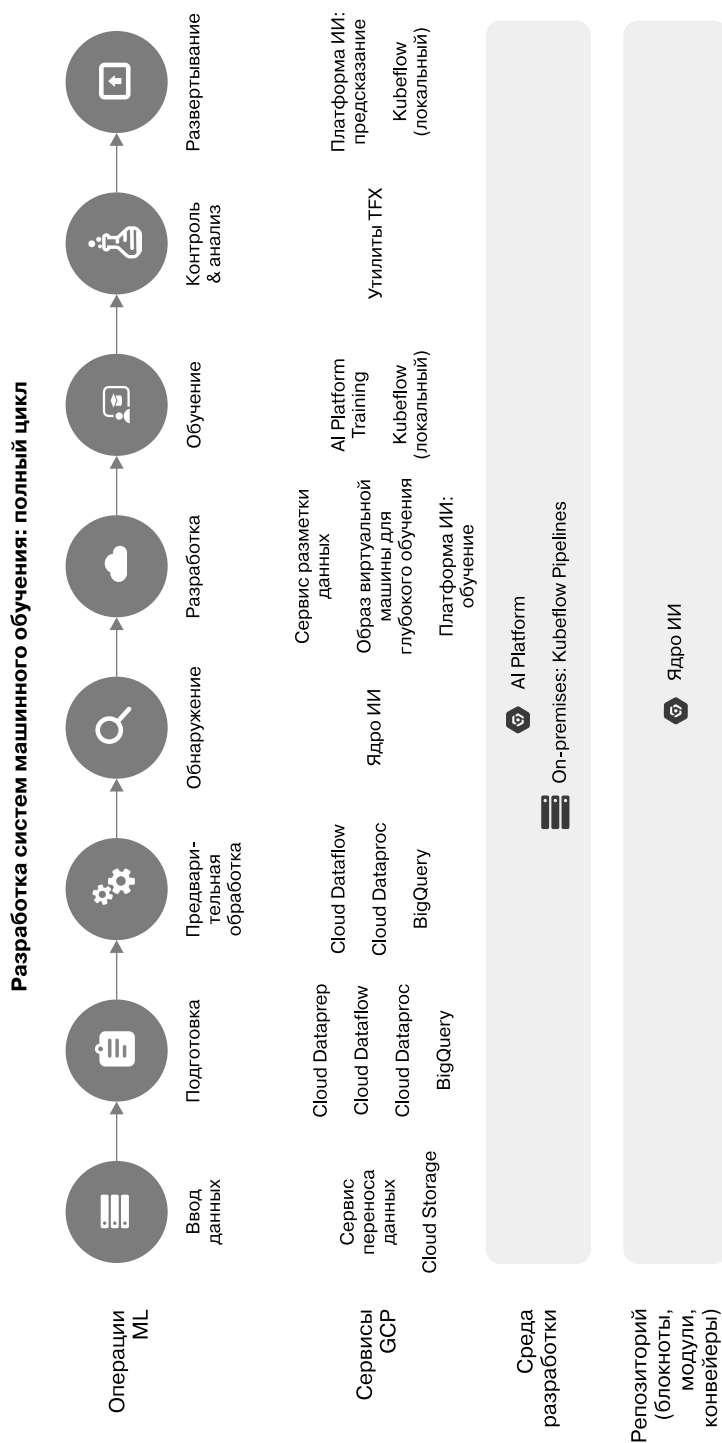 Разработка систем машинного обучения: полный цикл
Операции
ML
Ввод
данных
Подготовка
Предвари-
тельная
обработка
Обнаружение
Разработка
Обучение
Контроль
& анализ
Развертывание
Сервисы
GCP
Сервис
переноса
данных
Cloud Storage
Cloud Dataprep
Cloud Dataflow
Cloud Dataproc
BigQuery
Cloud Dataflow
Cloud Dataproc
BigQuery
Ядро ИИ
Сервис разметки
данных
Образ виртуальной
машины для
глубокого обучения
Платформа ИИ:
обучение
AI Platform
Training
Kubeflow
(локальный)
Утилиты TFX
Платформа ИИ:
предсказание
Kubeflow
(локальный)
Среда
разработки
AI Platform
On-premises: Kubeflow Pipelines
Репозиторий
(блокноты,
модули,
конвейеры)
Ядро ИИ